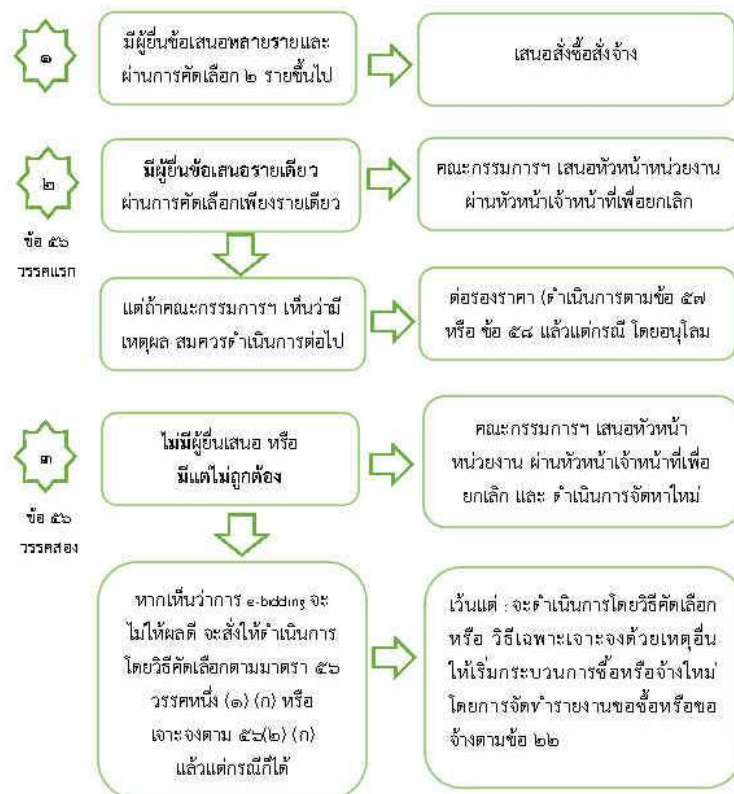 ๑
มีผู้ยื่นข้อเสนอหลายรายและ
ผ่านการคัดเลือก ๒ รายขึ้นไป
เสนอสั่งซื้อสั่งจ้าง
๒
ข้อ ๕๖
วรรคแรก
มีผู้ยื่นข้อเสนอรายเดียว
ผ่านการคัดเลือกเพียงรายเดียว
คณะกรรมการฯ เสนอหัวหน้าหน่วยงาน
ผ่านหัวหน้าเจ้าหน้าที่เพื่อยกเลิก
แต่ถ้าคณะกรรมการฯ เห็นว่ามี
เหตุผล สมควรดำเนินการต่อไป
ต่อรองราคา (ดำเนินการตามข้อ ๕๗
หรือ ข้อ ๕๘ แล้วแต่กรณี โดยอนุโลม
๓
ข้อ ๕๖
วรรคสอง
ไม่มีผู้ยื่นเสนอ หรือ
มีแต่ไม่ถูกต้อง
คณะกรรมการฯ เสนอหัวหน้า
หน่วยงาน ผ่านหัวหน้าเจ้าหน้าที่เพื่อ
ยกเลิก และ ดำเนินการจัดหาใหม่
หากเห็นว่าการ e-bidding จะ
ไม่ให้ผลดี จะสั่งให้ดำเนินการ
โดยวิธีคัดเลือกตามมาตรา ๕๖
วรรคหนึ่ง (๑) (ก) หรือ
เจาะจงตาม ๕๖(๒) (ก)
แล้วแต่กรณีก็ได้
เว้นแต่ : จะดำเนินการโดยวิธีคัดเลือก
หรือ วิธีเฉพาะเจาะจงด้วยเหตุอื่น
ให้เริ่มกระบวนการซื้อหรือจ้างใหม่
โดยการจัดทำรายงานขอซื้อหรือขอ
จ้างตามข้อ ๒๒